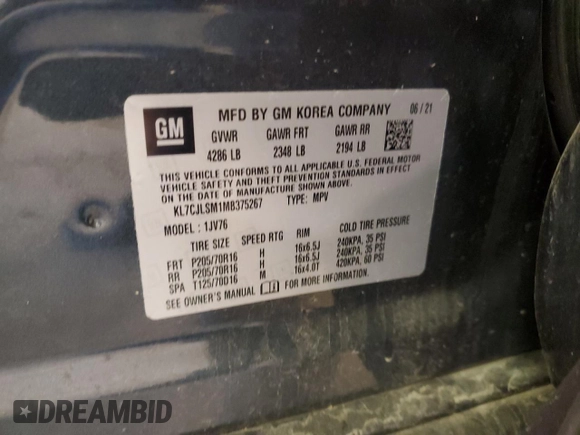 GM
MFD BY GM KOREA COMPANY 06/21
GVWR GAWR FRT GAWR RR
4286 LB 2348 LB 2194 LB
THIS VEHICLE CONFORMS TO ALL APPLICABLE U.S. FEDERAL MOTOR
VEHICLE SAFETY AND THEFT PREVENTION STANDARDS IN EFFECT
ON THE DATE OF MANUFACTURE SHOWN ABOVE.
KL7CJLSM1MB375267 TYPE: MPV
MODEL: 1JV76
TIRE SIZE SPEED RTG RIM COLD TIRE PRESSURE
FRT P205/70R16 H 16x6.5J 240KPA, 35 PSI
RR P205/70R16 H 16x6.5J 240KPA, 35 PSI
SPA T125/70D16 M 16x4.0T 420KPA, 60 PSI
SEE OWNER'S MANUAL FOR MORE INFORMATION.
DREAMBID